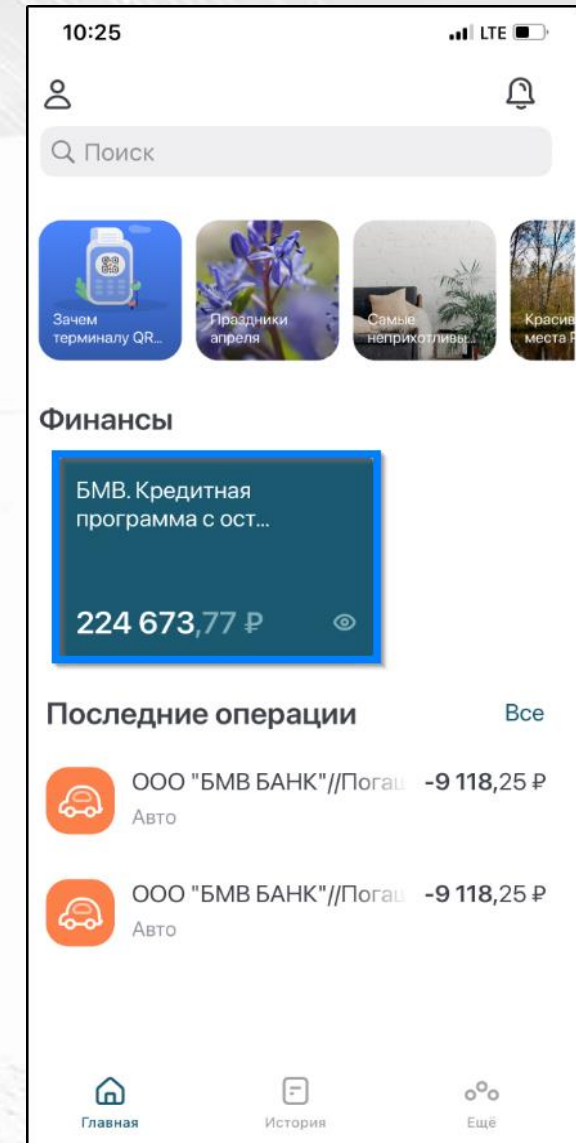 10:25
LTE
Поиск
Зачем
терминалу QR...
Праздники
апреля
Самые
неприхотливы...
Красив
места Р
Финансы
БМВ. Кредитная
программа с ост...
224 673,77 ₽
Последние операции
Все
ООО "БМВ БАНК"//Погаш
-9 118,25 ₽
Авто
ООО "БМВ БАНК"//Погаш
-9 118,25 ₽
Авто
Главная
История
Ещё